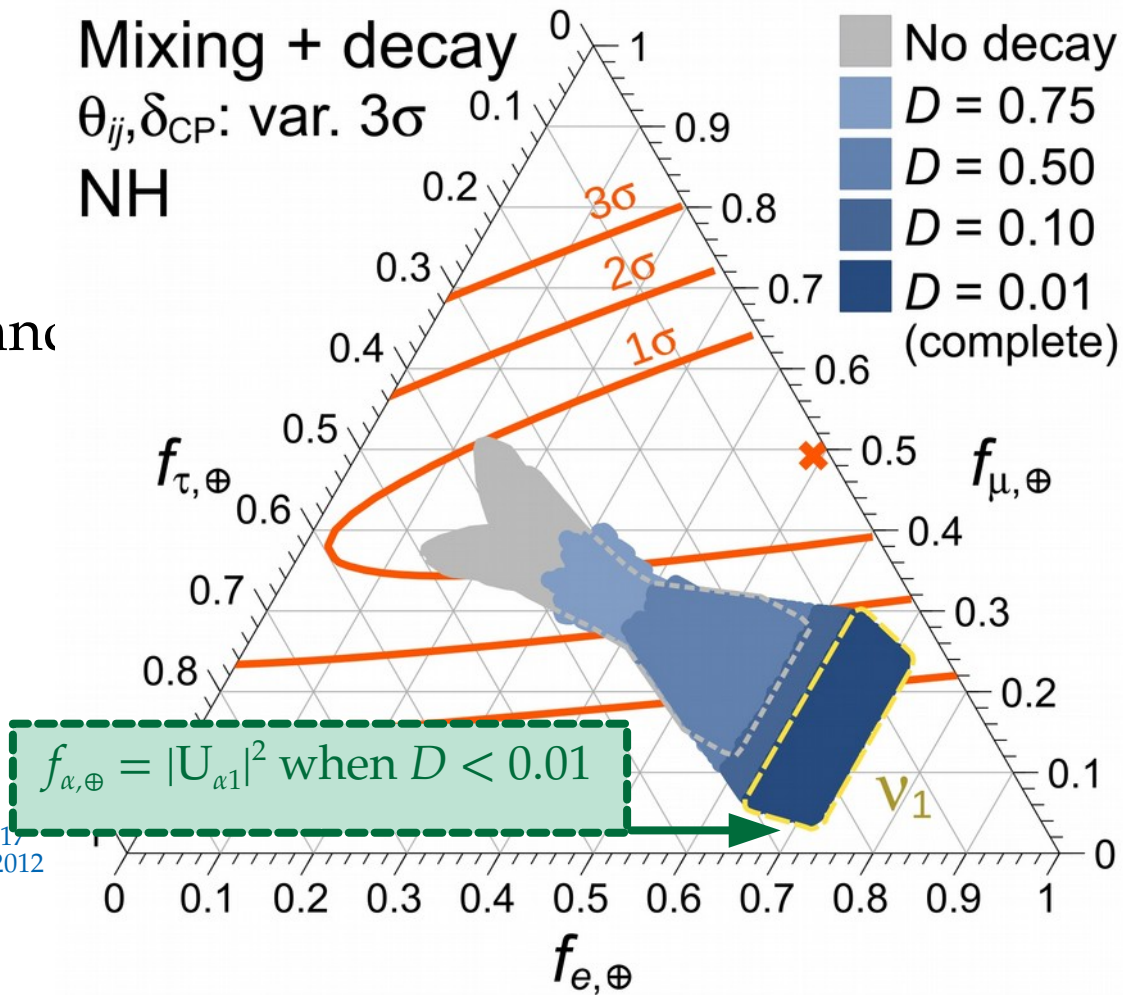 Mixing + decay
θij,δCP: var. 3σ
NH
No decay
D = 0.75
D = 0.50
D = 0.10
D = 0.01
(complete)
0
0.1
0.2
0.3
0.4
0.5
0.6
0.7
0.8
fτ,⊕
1
0.9
0.8
0.7
0.6
0.5
0.4
0.3
0.2
0.1
0
fμ,⊕
3σ
2σ
1σ
ν1
fα,⊕ = |Uα1|² when D < 0.01
17
2012
0 0.1 0.2 0.3 0.4 0.5 0.6 0.7 0.8 0.9 1
fe,⊕